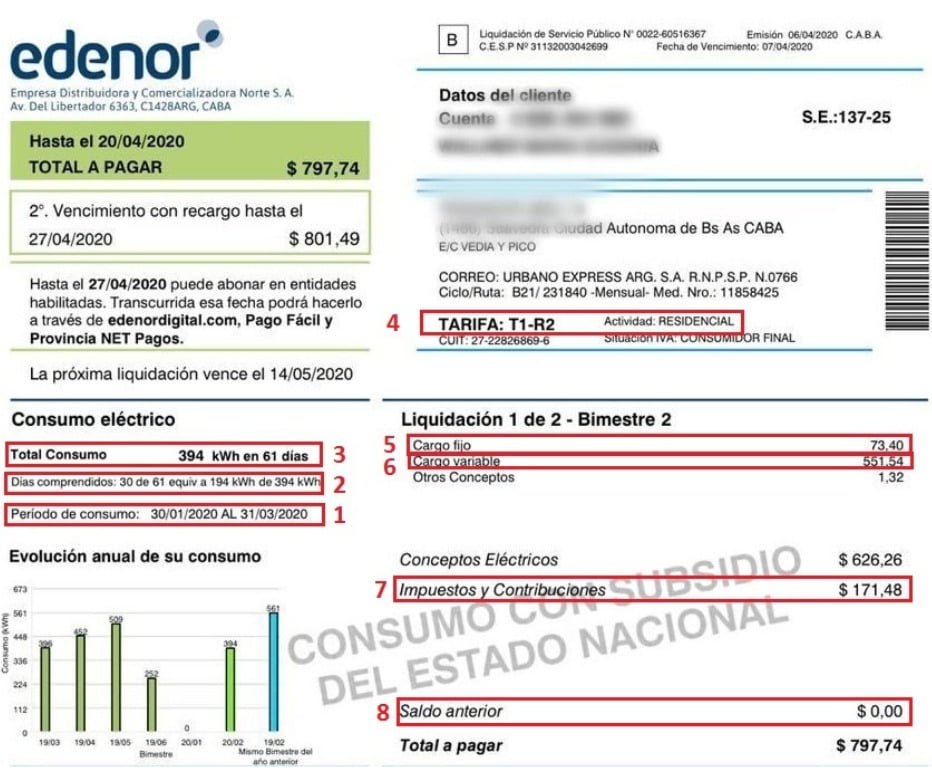 edenor
Empresa Distribuidora y Comercializadora Norte S. A.
Av. Del Libertador 6363, C1428ARG, CABA
B
Liquidación de Servicio Público N° 0022-60516367 Emisión 06/04/2020 C.A.B.A.
C.E.S.P Nº 31132003042699 Fecha de Vencimiento: 07/04/2020
Hasta el 20/04/2020
TOTAL A PAGAR $ 797,74
2°. Vencimiento con recargo hasta el
27/04/2020 $ 801,49
Hasta el 27/04/2020 puede abonar en entidades
habilitadas. Transcurrida esa fecha podrá hacerlo
a través de edenordigital.com, Pago Fácil y
Provincia NET Pagos.
La próxima liquidación vence el 14/05/2020
Datos del cliente
Cuenta
S.E.:137-25
Ciudad Autonoma de Bs As CABA
E/C VEDIA Y PICO
CORREO: URBANO EXPRESS ARG. S.A. R.N.P.S.P. N.0766
Ciclo/Ruta: B21/ 231840 -Mensual- Med. Nro.: 11858425
4 TARIFA: T1-R2 Actividad: RESIDENCIAL
CUIT: 27-22826869-6 Situación IVA: CONSUMIDOR FINAL
Consumo eléctrico
Total Consumo 394 kWh en 61 días 3
Días comprendidos: 30 de 61 equiv a 194 kWh de 394 kWh 2
Período de consumo: 30/01/2020 AL 31/03/2020 1
Evolución anual de su consumo
Consumo (kWh)
673
561
448
336
224
112
0
396
452
509
252
0
394
561
19/03 19/04 19/05 19/06 20/01 20/02 19/02
Bimestre
Mismo Bimestre del
año anterior
Liquidación 1 de 2 - Bimestre 2
5 Cargo fijo 73,40
6 Cargo variable 551,54
Otros Conceptos 1,32
Conceptos Eléctricos $ 626,26
7 Impuestos y Contribuciones $ 171,48
CONSUMO CON SUBSIDIO
DEL ESTADO NACIONAL
8 Saldo anterior $ 0,00
Total a pagar $ 797,74